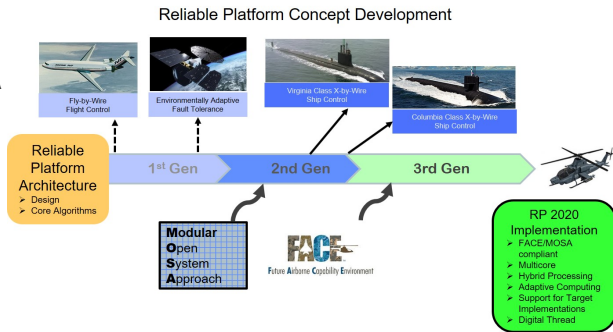 Reliable Platform Concept Development
Fly-by-Wire
Flight Control
Environmentally Adaptive
Fault Tolerance
Virginia Class X-by-Wire
Ship Control
Columbia Class X-by-Wire
Ship Control
Reliable
Platform
Architecture
➢ Design
➢ Core Algorithms
1st Gen
2nd Gen
3rd Gen
Modular
Open
System
Approach
FACE
Future Airborne Capability Environment
RP 2020
Implementation
➢ FACE/MOSA
compliant
➢ Multicore
➢ Hybrid Processing
➢ Adaptive Computing
➢ Support for Target
Implementations
➢ Digital Thread